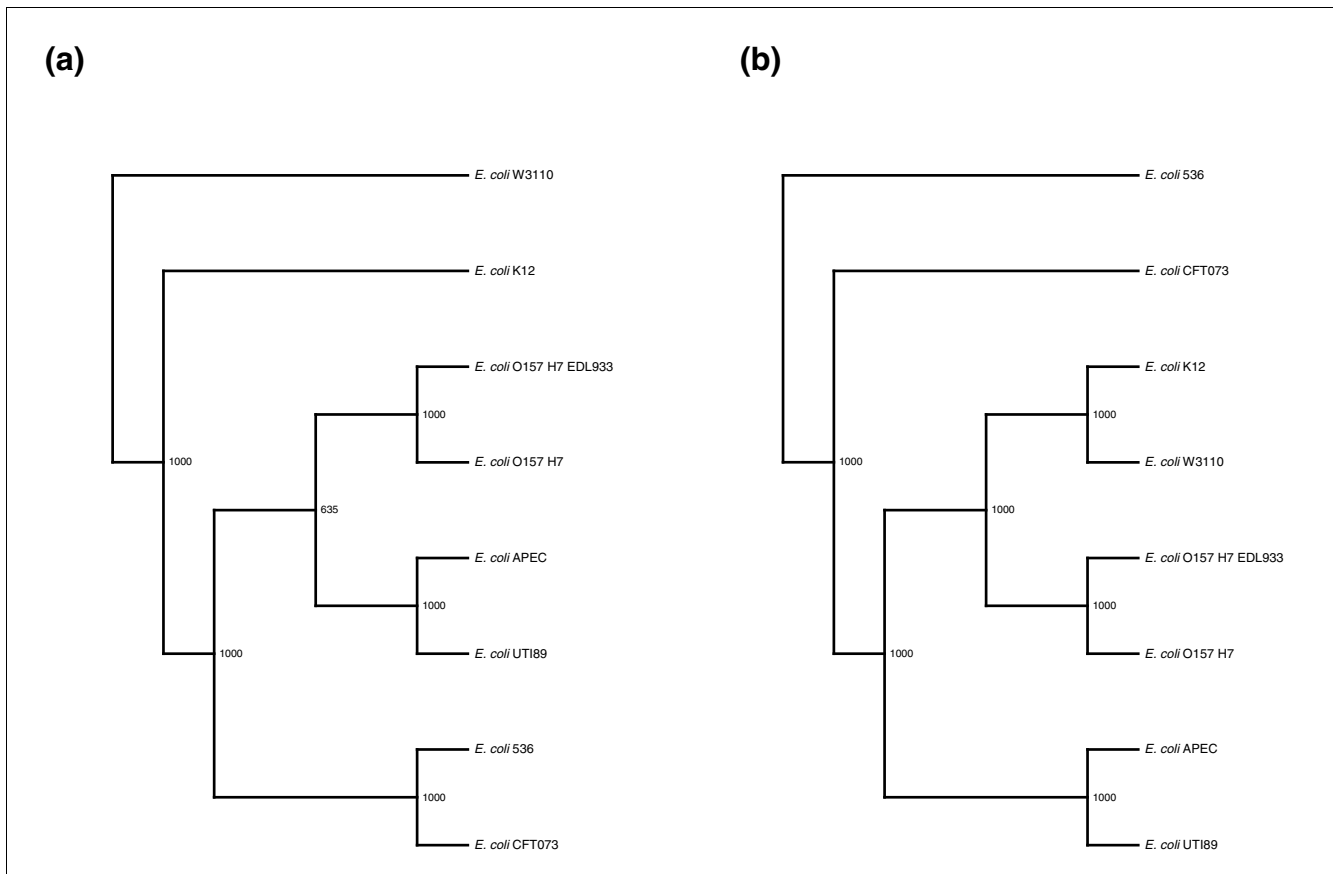 (a)
E. coli W3110
E. coli K12
E. coli O157 H7 EDL933
1000
E. coli O157 H7
1000
635
E. coli APEC
1000
E. coli UTI89
1000
E. coli 536
1000
E. coli CFT073
(b)
E. coli 536
E. coli CFT073
E. coli K12
1000
E. coli W3110
1000
1000
E. coli O157 H7 EDL933
1000
E. coli O157 H7
1000
E. coli APEC
1000
E. coli UTI89